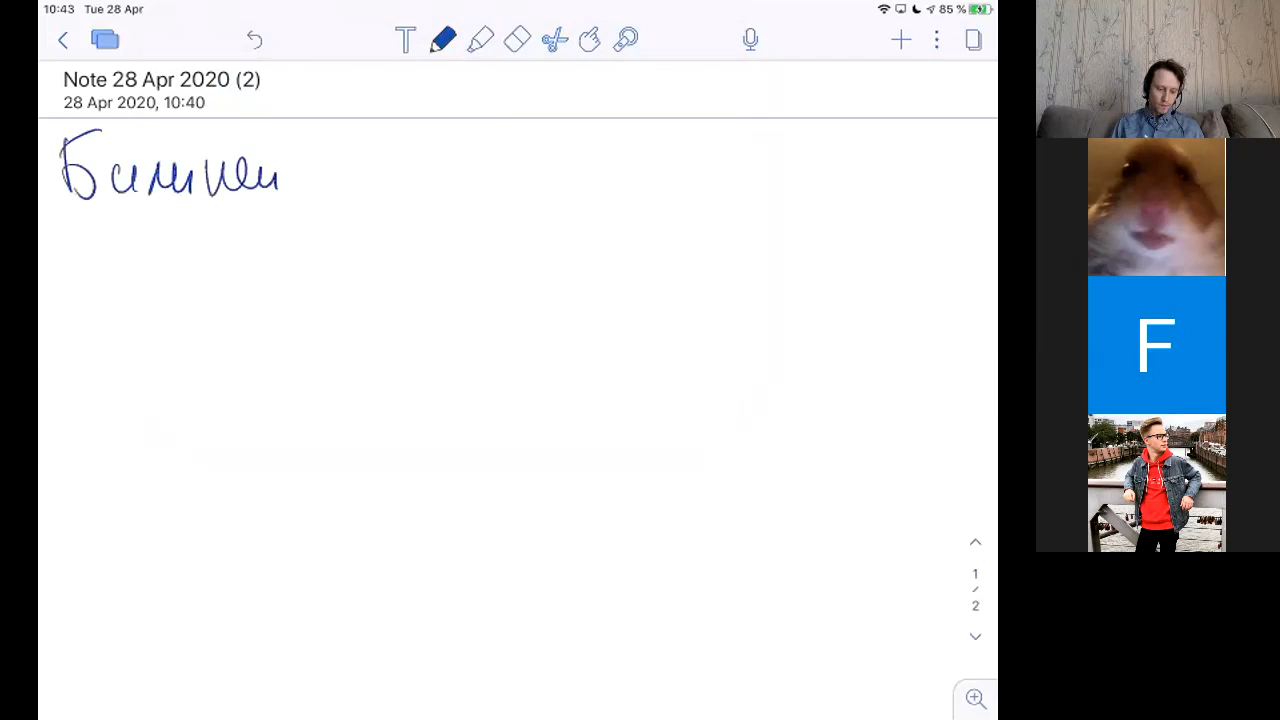 10:43 Tue 28 Apr 85 %
T
Note 28 Apr 2020 (2)
28 Apr 2020, 10:40
F
1
/
2